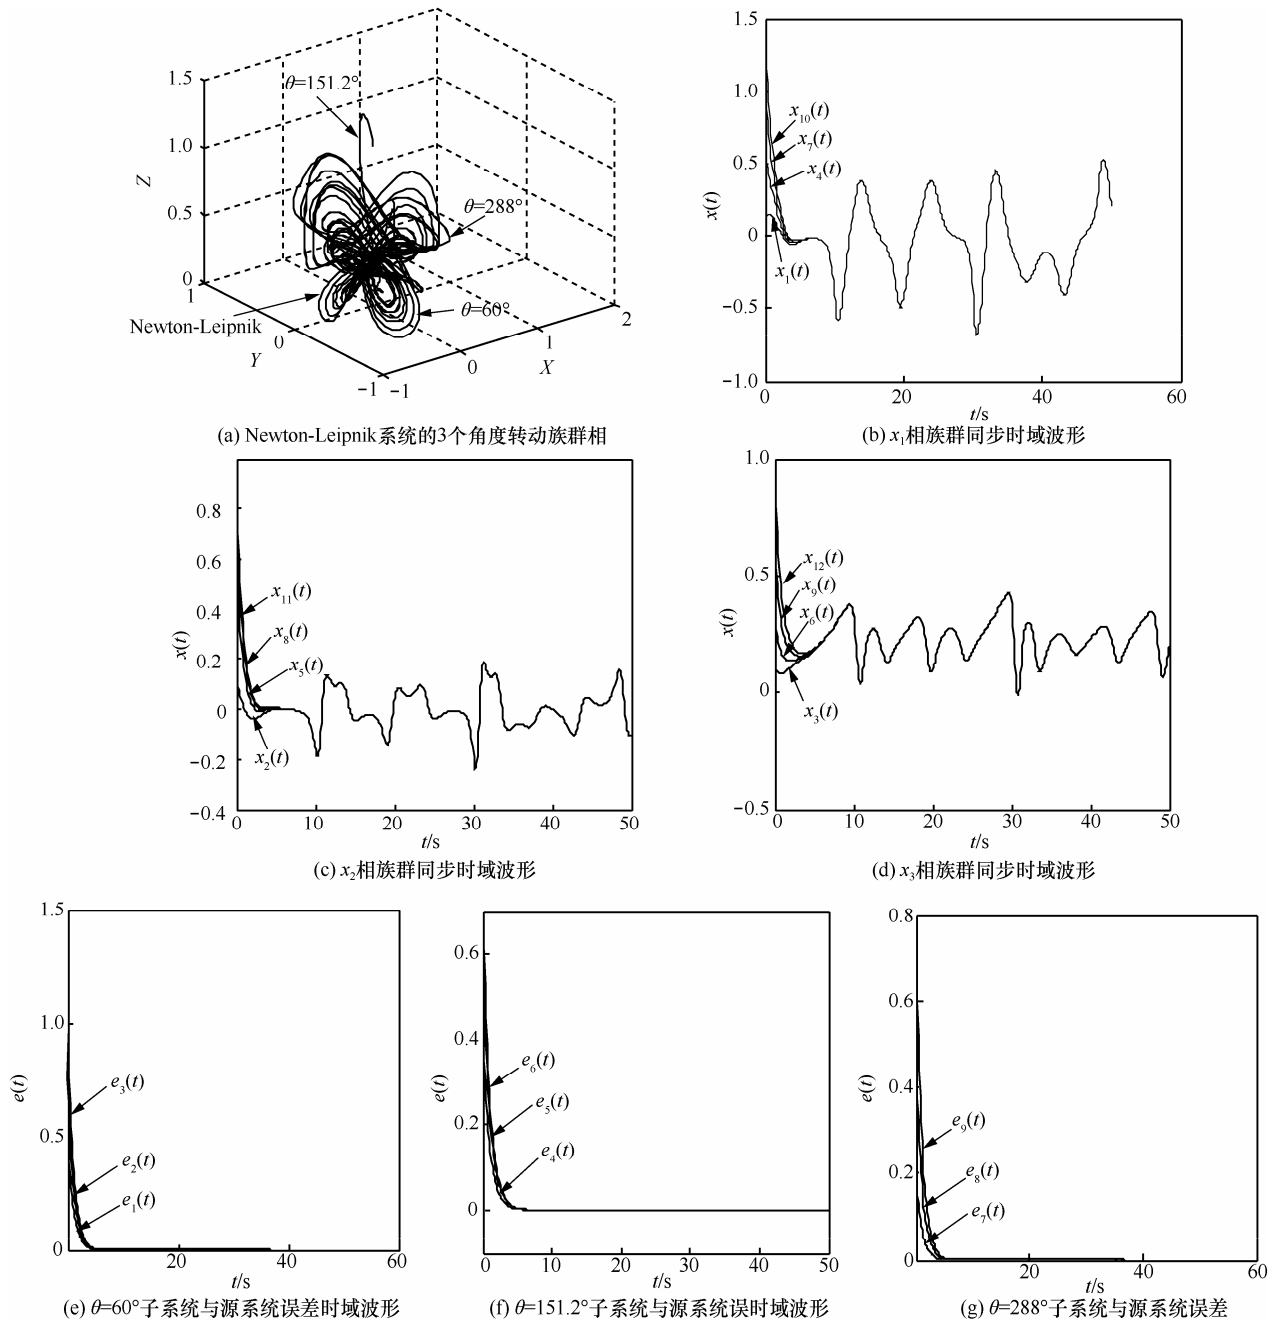 1.5
1.0
0.5
0
Z
θ=151.2°
θ=288°
θ=60°
Newton-Leipnik
1
0
−1
Y
−1
0
1
2
X
(a) Newton-Leipnik系统的3个角度转动族群相
1.5
1.0
0.5
0
−0.5
−1.0
x(t)
x10(t)
x7(t)
x4(t)
x1(t)
0
20
40
60
t/s
(b) x1相族群同步时域波形
0.8
0.6
0.4
0.2
0
−0.2
−0.4
x(t)
x11(t)
x8(t)
x5(t)
x2(t)
0
10
20
30
40
50
t/s
(c) x2相族群同步时域波形
1.0
0.5
0
−0.5
x(t)
x12(t)
x9(t)
x6(t)
x3(t)
0
10
20
30
40
50
t/s
(d) x3相族群同步时域波形
1.5
1.0
0.5
0
e(t)
e3(t)
e2(t)
e1(t)
20
40
60
t/s
(e) θ=60°子系统与源系统误差时域波形
0.6
0.4
0.2
0
e(t)
e6(t)
e5(t)
e4(t)
0
10
20
30
40
50
t/s
(f) θ=151.2°子系统与源系统误时域波形
0.8
0.6
0.4
0.2
0
e(t)
e9(t)
e8(t)
e7(t)
20
40
60
t/s
(g) θ=288°子系统与源系统误差